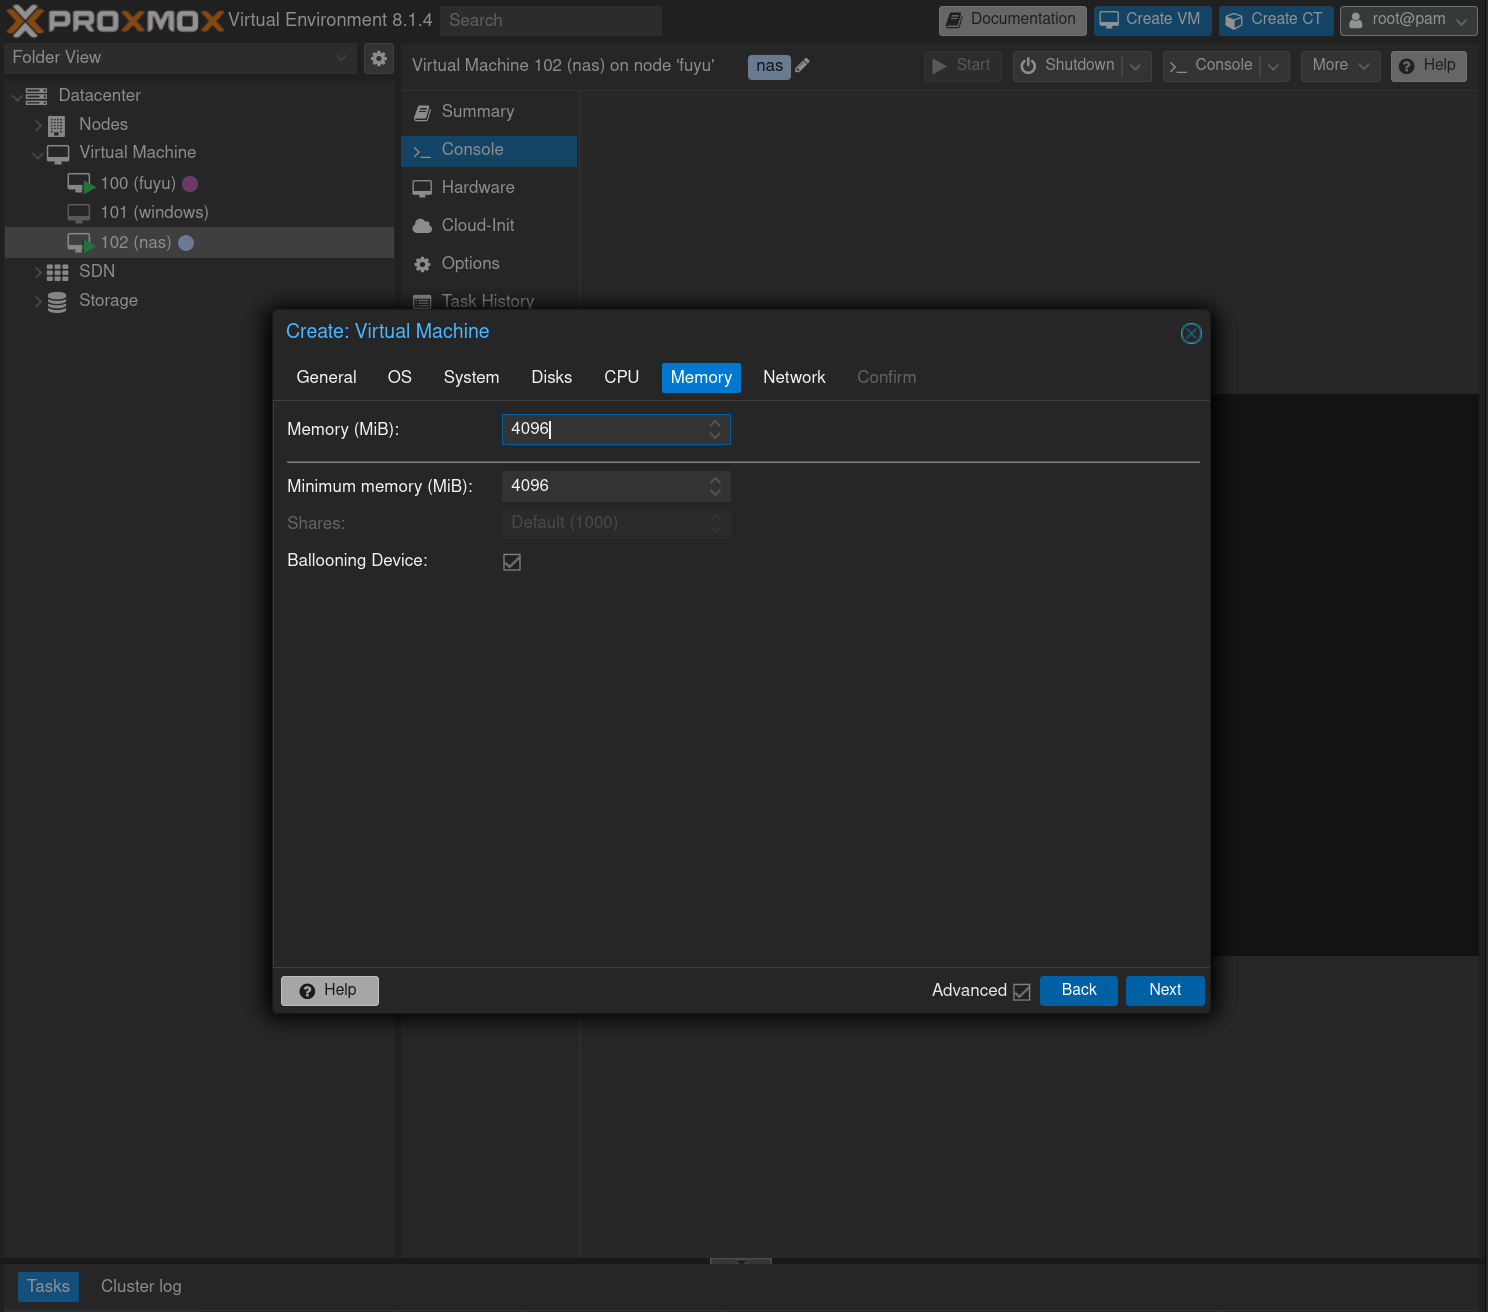 PROXMOX Virtual Environment 8.1.4 Search Documentation Create VM Create CT root@pam
Folder View
Virtual Machine 102 (nas) on node 'fuyu' nas Start Shutdown Console More Help
Datacenter
Nodes
Virtual Machine
100 (fuyu)
101 (windows)
102 (nas)
SDN
Storage
Summary
Console
Hardware
Cloud-Init
Options
Task History
Create: Virtual Machine
General OS System Disks CPU Memory Network Confirm
Memory (MiB): 4096
Minimum memory (MiB): 4096
Shares: Default (1000)
Ballooning Device:
Help Advanced Back Next
Tasks Cluster log